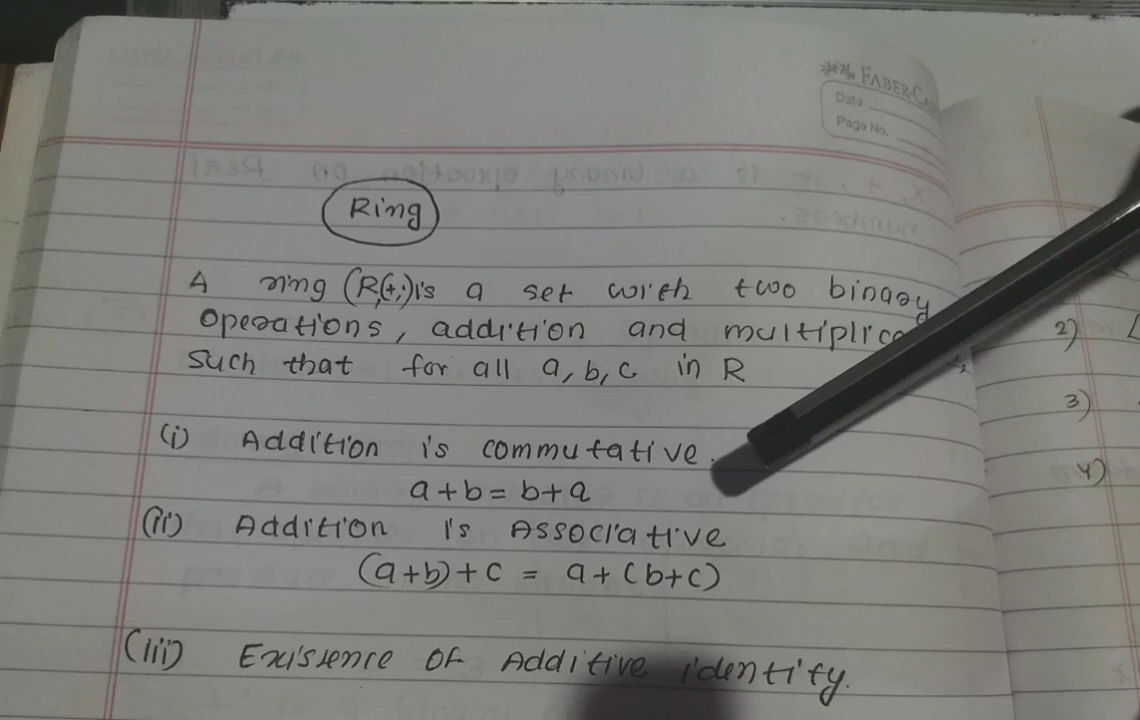 FABER-CA
Date
Page No.
Ring
A ring (R,(+,·) is a set with two binary
operations, addition and multiplica
such that for all a, b, c in R
(i) Addition is commutative.
a+b = b+a
(ii) Addition is Associative
(a+b)+c = a+(b+c)
(iii) Existence of Additive identity.
2)
3)
4)